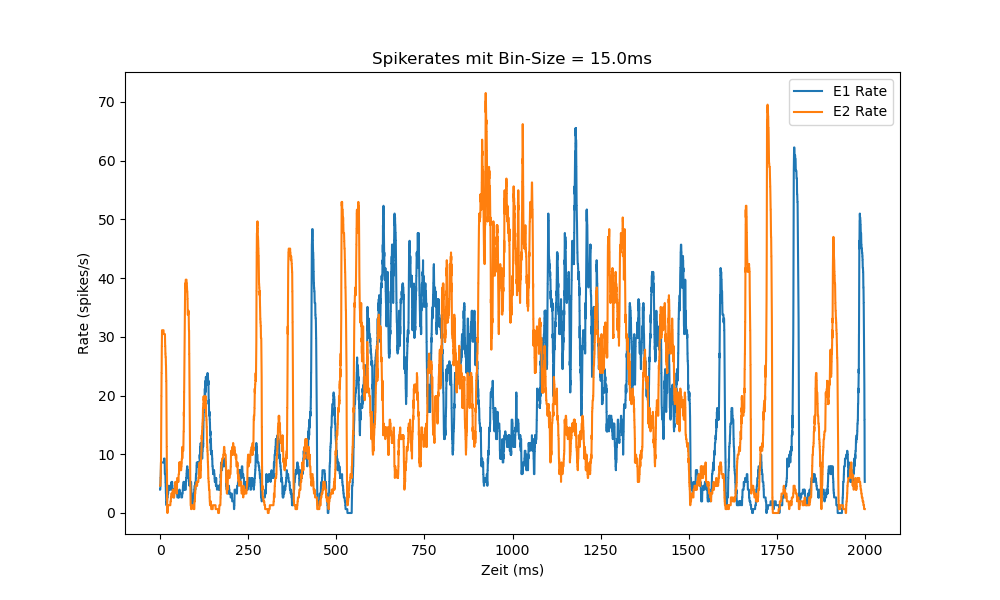 Spikerates mit Bin-Size = 15.0ms
E1 Rate
E2 Rate
Rate (spikes/s)
70
60
50
40
30
20
10
0
0 250 500 750 1000 1250 1500 1750 2000
Zeit (ms)